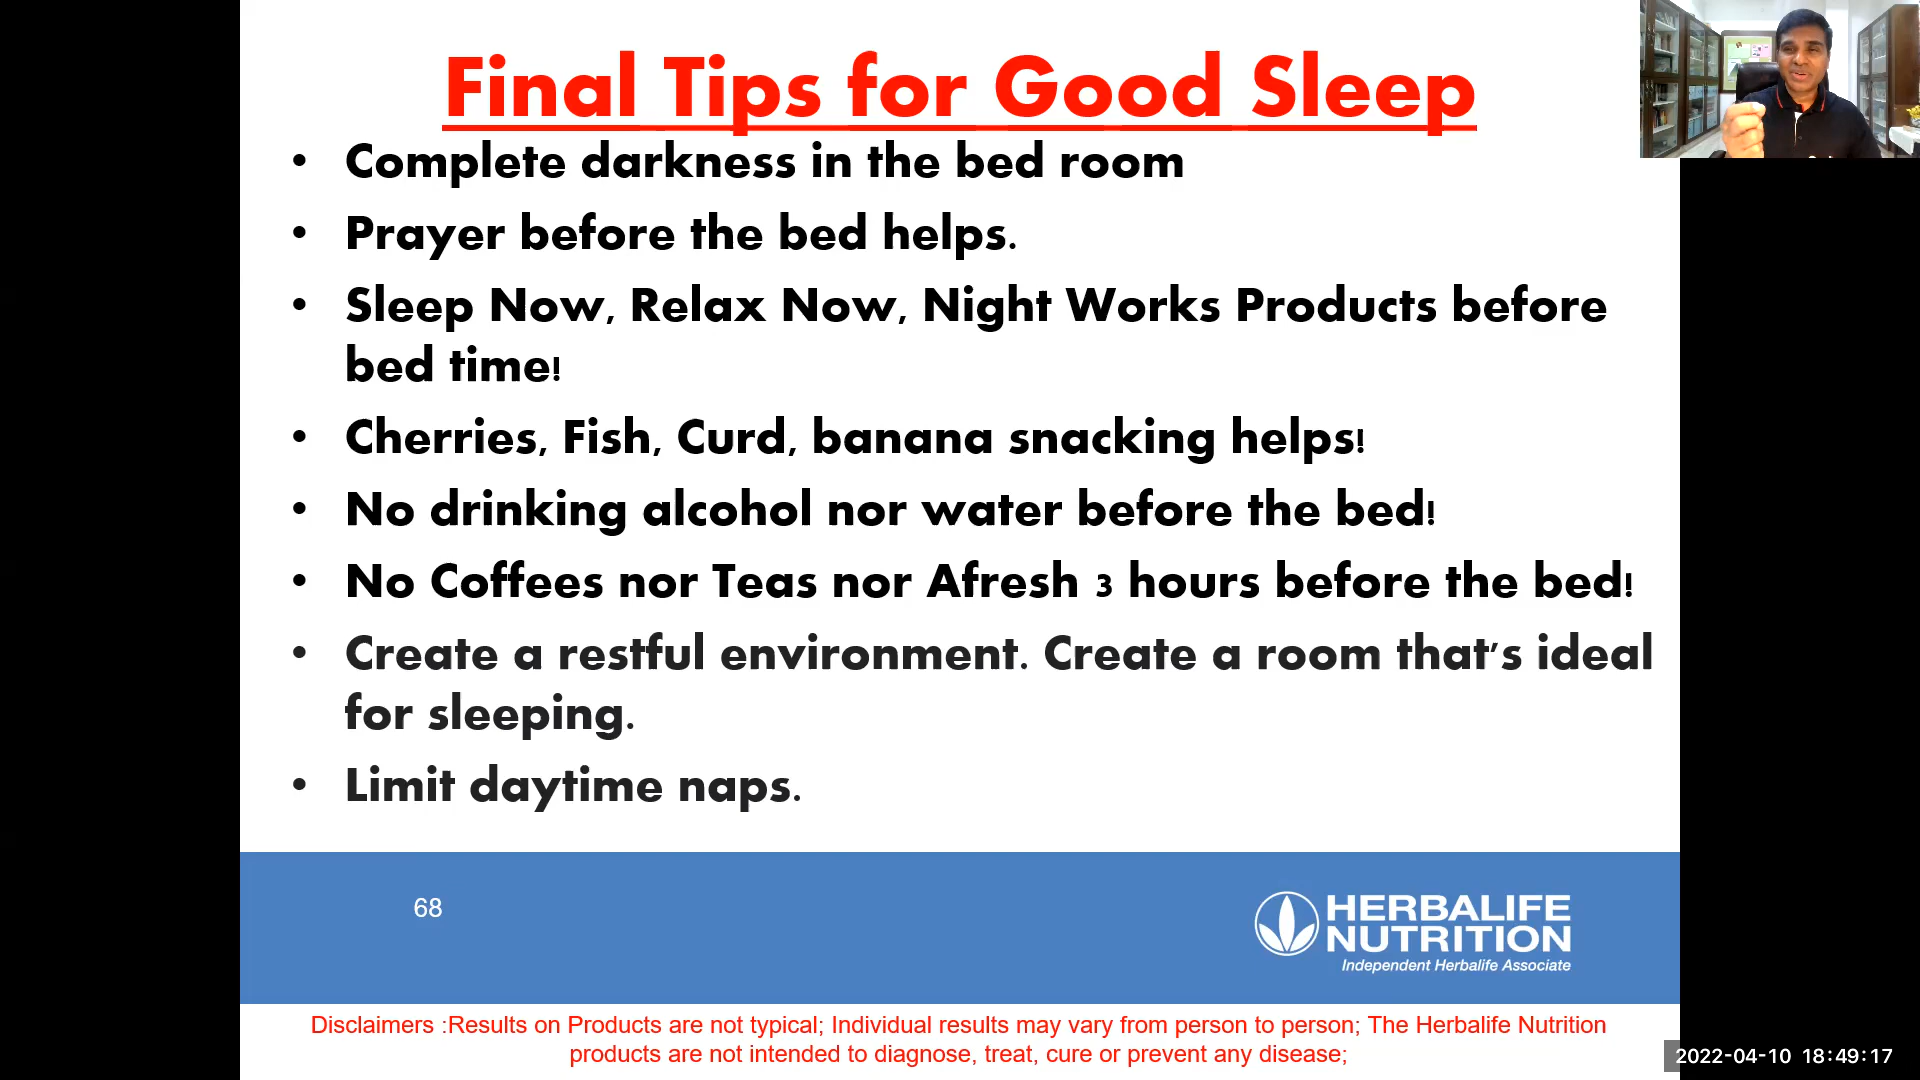 Final Tips for Good Sleep
• Complete darkness in the bed room
• Prayer before the bed helps.
• Sleep Now, Relax Now, Night Works Products before
bed time!
• Cherries, Fish, Curd, banana snacking helps!
• No drinking alcohol nor water before the bed!
• No Coffees nor Teas nor Afresh 3 hours before the bed!
• Create a restful environment. Create a room that's ideal
for sleeping.
• Limit daytime naps.
68
HERBALIFE
NUTRITION
Independent Herbalife Associate
Disclaimers :Results on Products are not typical; Individual results may vary from person to person; The Herbalife Nutrition
products are not intended to diagnose, treat, cure or prevent any disease;
2022-04-10 18:49:17